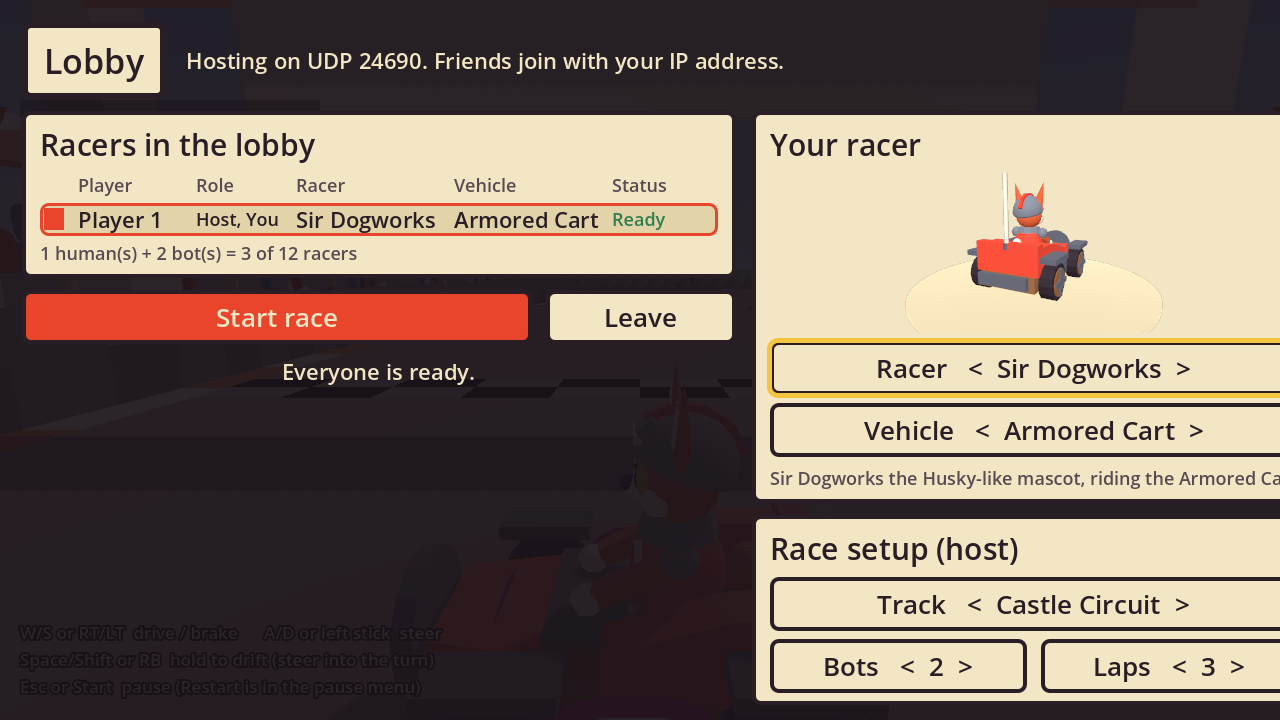 Lobby
Hosting on UDP 24690. Friends join with your IP address.
Racers in the lobby
Player Role Racer Vehicle Status
Player 1 Host, You Sir Dogworks Armored Cart Ready
1 human(s) + 2 bot(s) = 3 of 12 racers
Start race
Leave
Everyone is ready.
Your racer
Racer < Sir Dogworks >
Vehicle < Armored Cart >
Sir Dogworks the Husky-like mascot, riding the Armored
Race setup (host)
Track < Castle Circuit >
Bots < 2 >
Laps < 3 >
W/S or RT/LT drive / brake A/D or left stick steer
Space/Shift or RB hold to drift (steer into the turn)
Esc or Start pause (Restart is in the pause menu)